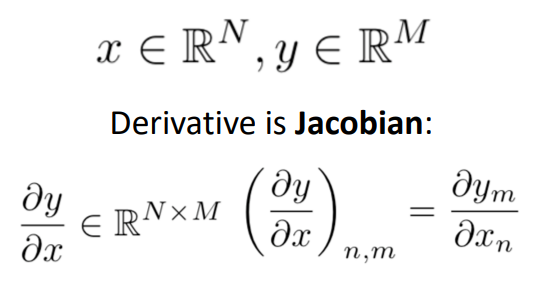 x ∈ ℝ^N, y ∈ ℝ^M
Derivative is Jacobian:
∂y/∂x ∈ ℝ^{N×M} (∂y/∂x)_{n,m} = ∂y_m/∂x_n